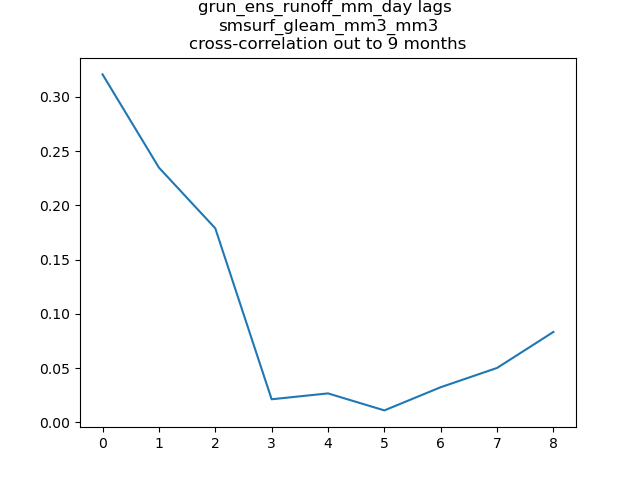 grun_ens_runoff_mm_day lags
smsurf_gleam_mm3_mm3
cross-correlation out to 9 months
0.30
0.25
0.20
0.15
0.10
0.05
0.00
0 1 2 3 4 5 6 7 8